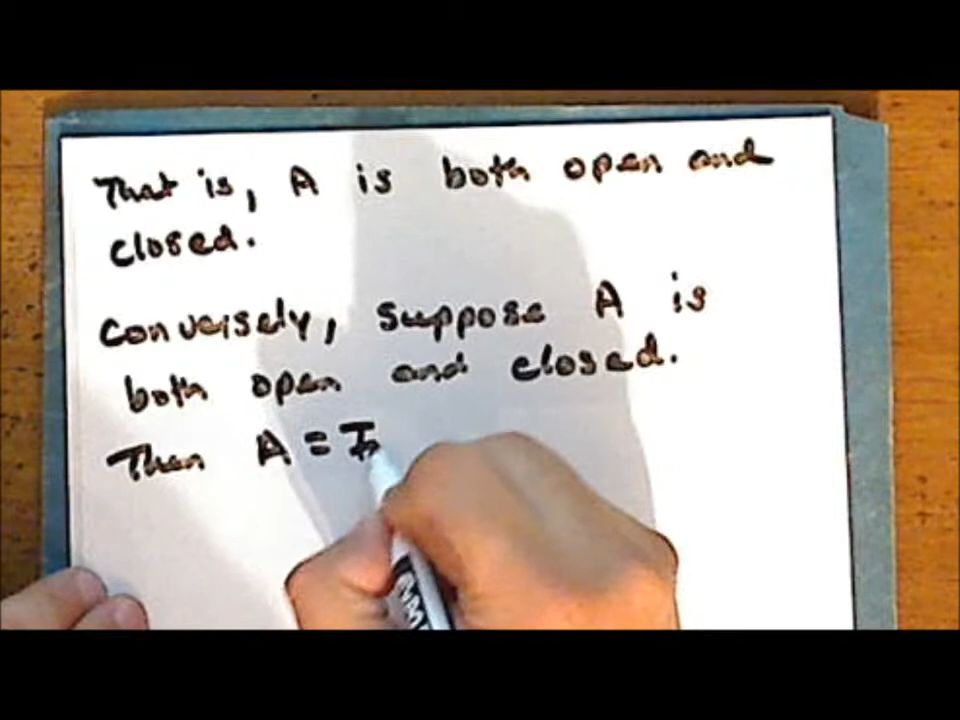 That is, A is both open and
closed.
Conversely, suppose A is
both open and closed.
Then A =